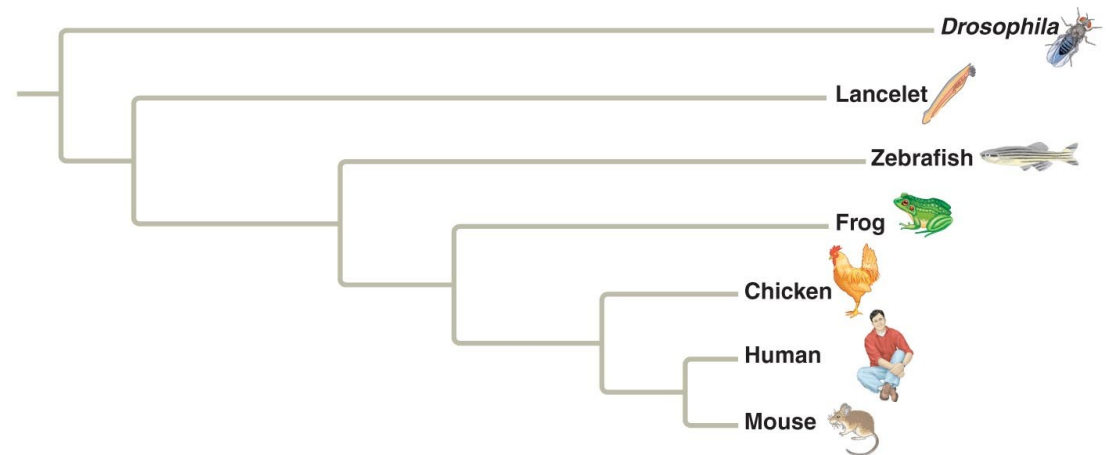 Drosophila
Lancelet
Zebrafish
Frog
Chicken
Human
Mouse